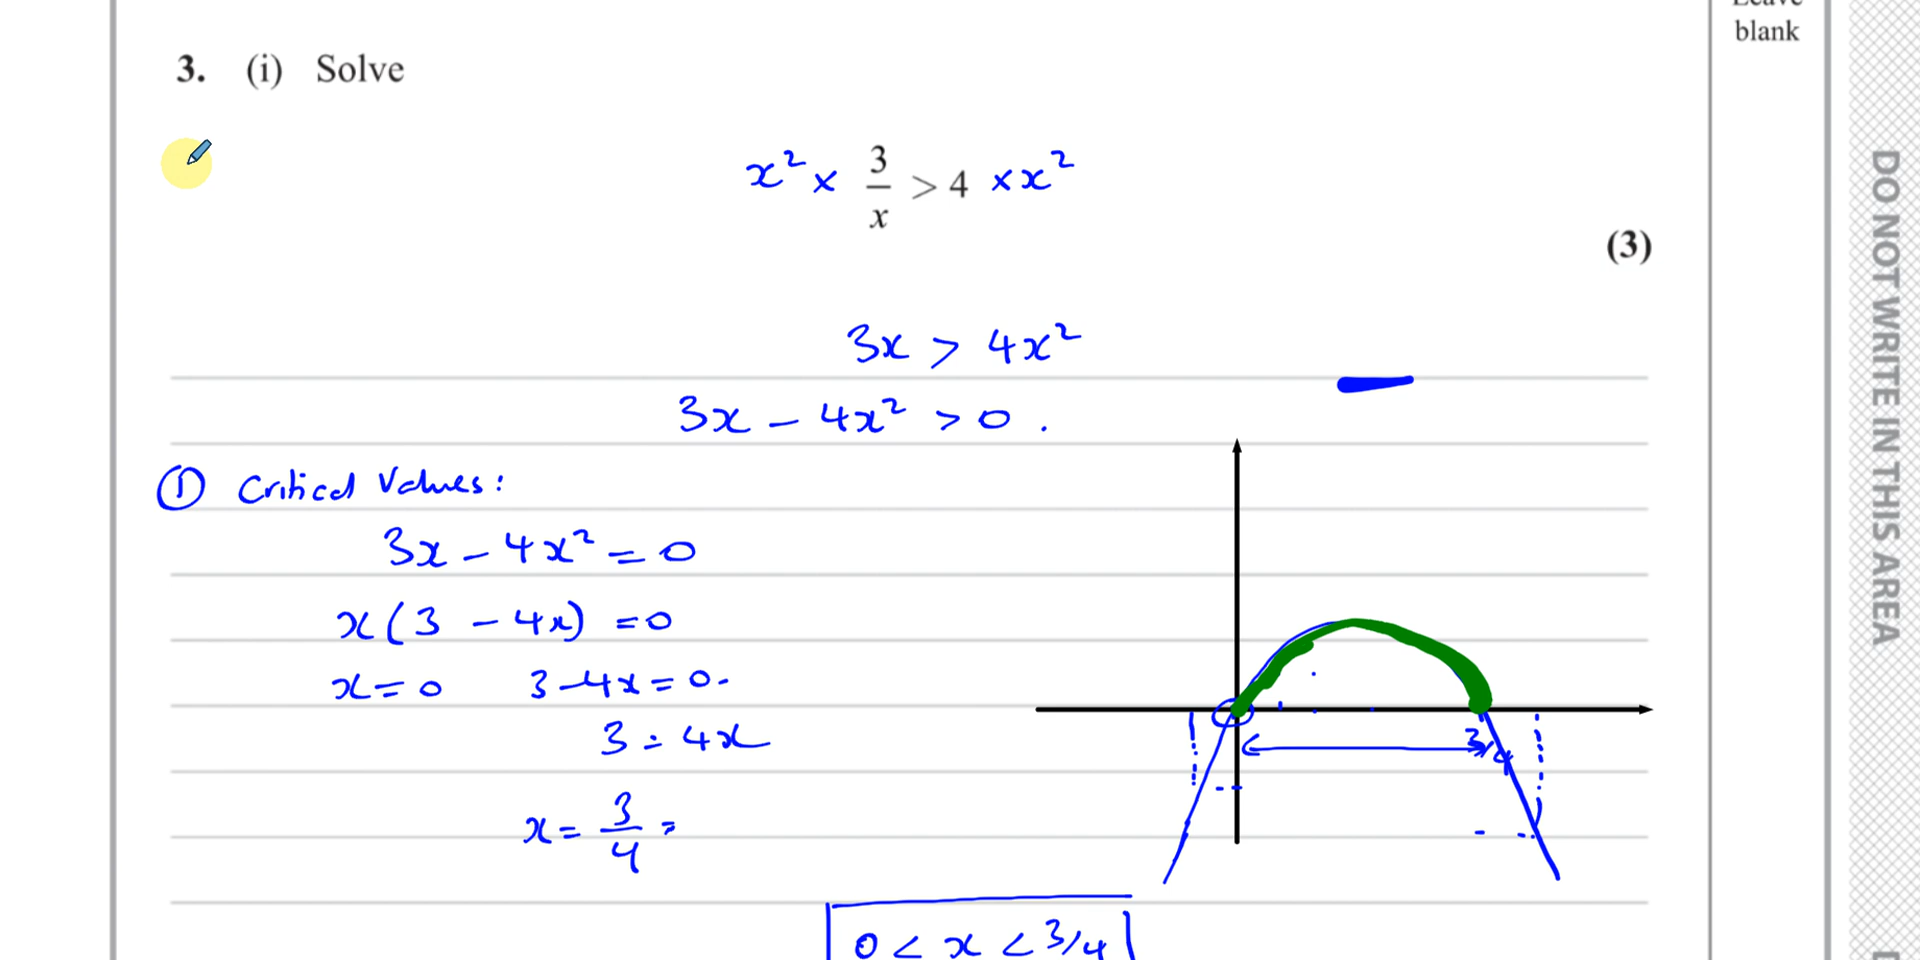 Leave
blank
3. (i) Solve
x² × 3/x > 4 × x²
(3)
3x > 4x²
3x - 4x² > 0 .
① Critical Values:
3x - 4x² = 0
x(3 - 4x) = 0
x = 0 3 - 4x = 0.
3 = 4x
x = 3/4 =
3/4
0 < x < 3/4
DO NOT WRITE IN THIS AREA